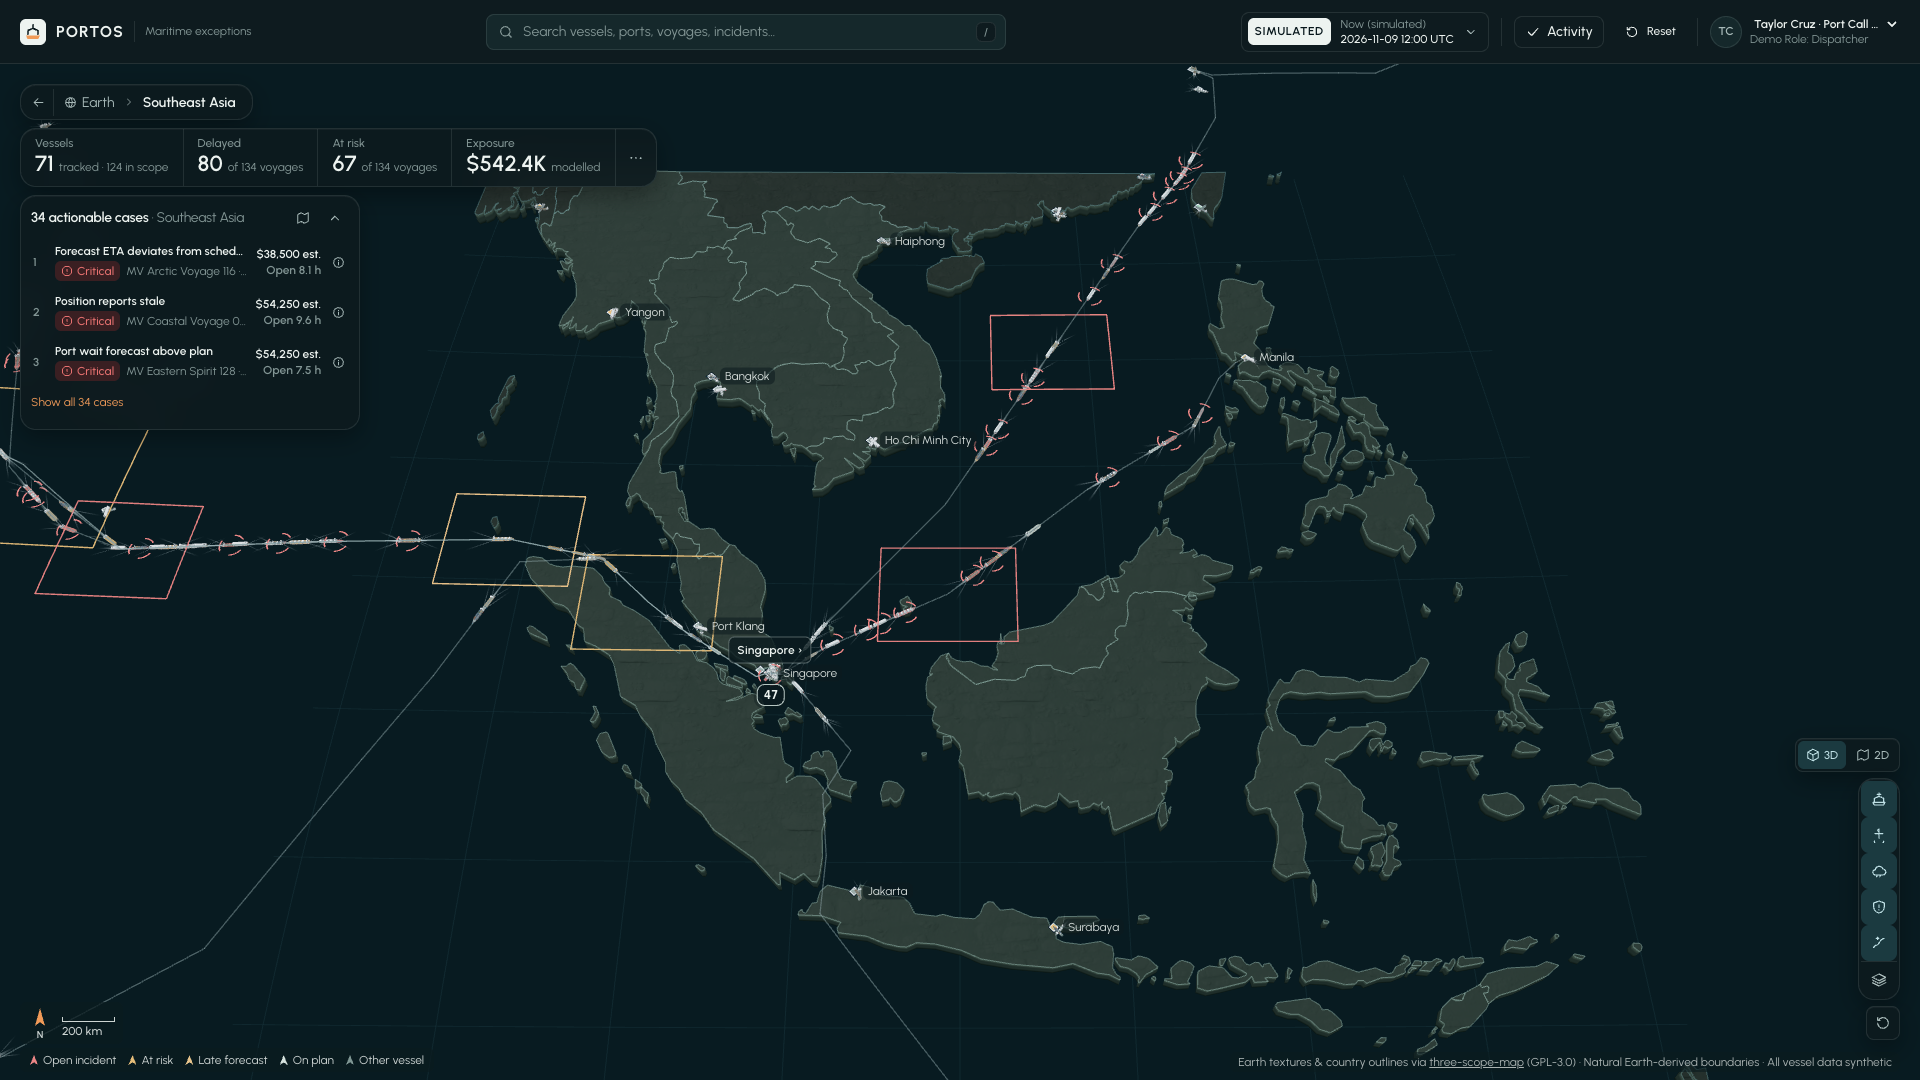 PORTOS
Maritime exceptions
Search vessels, ports, voyages, incidents...
/
SIMULATED
Now (simulated)
2026-11-09 12:00 UTC
Activity
Reset
TC
Taylor Cruz · Port Call ...
Demo Role: Dispatcher
Earth
Southeast Asia
Vessels
71 tracked · 124 in scope
Delayed
80 of 134 voyages
At risk
67 of 134 voyages
Exposure
$542.4K modelled
34 actionable cases · Southeast Asia
1
Forecast ETA deviates from sched...
$38,500 est.
Critical
MV Arctic Voyage 116 ·...
Open 8.1 h
2
Position reports stale
$54,250 est.
Critical
MV Coastal Voyage 0...
Open 9.6 h
3
Port wait forecast above plan
$54,250 est.
Critical
MV Eastern Spirit 128 ·...
Open 7.5 h
Show all 34 cases
Haiphong
Yangon
Manila
Bangkok
Ho Chi Minh City
Port Klang
Singapore ›
Singapore
47
Jakarta
Surabaya
3D
2D
N
200 km
Open incident
At risk
Late forecast
On plan
Other vessel
Earth textures & country outlines via three-scope-map (GPL-3.0) · Natural Earth-derived boundaries · All vessel data synthetic